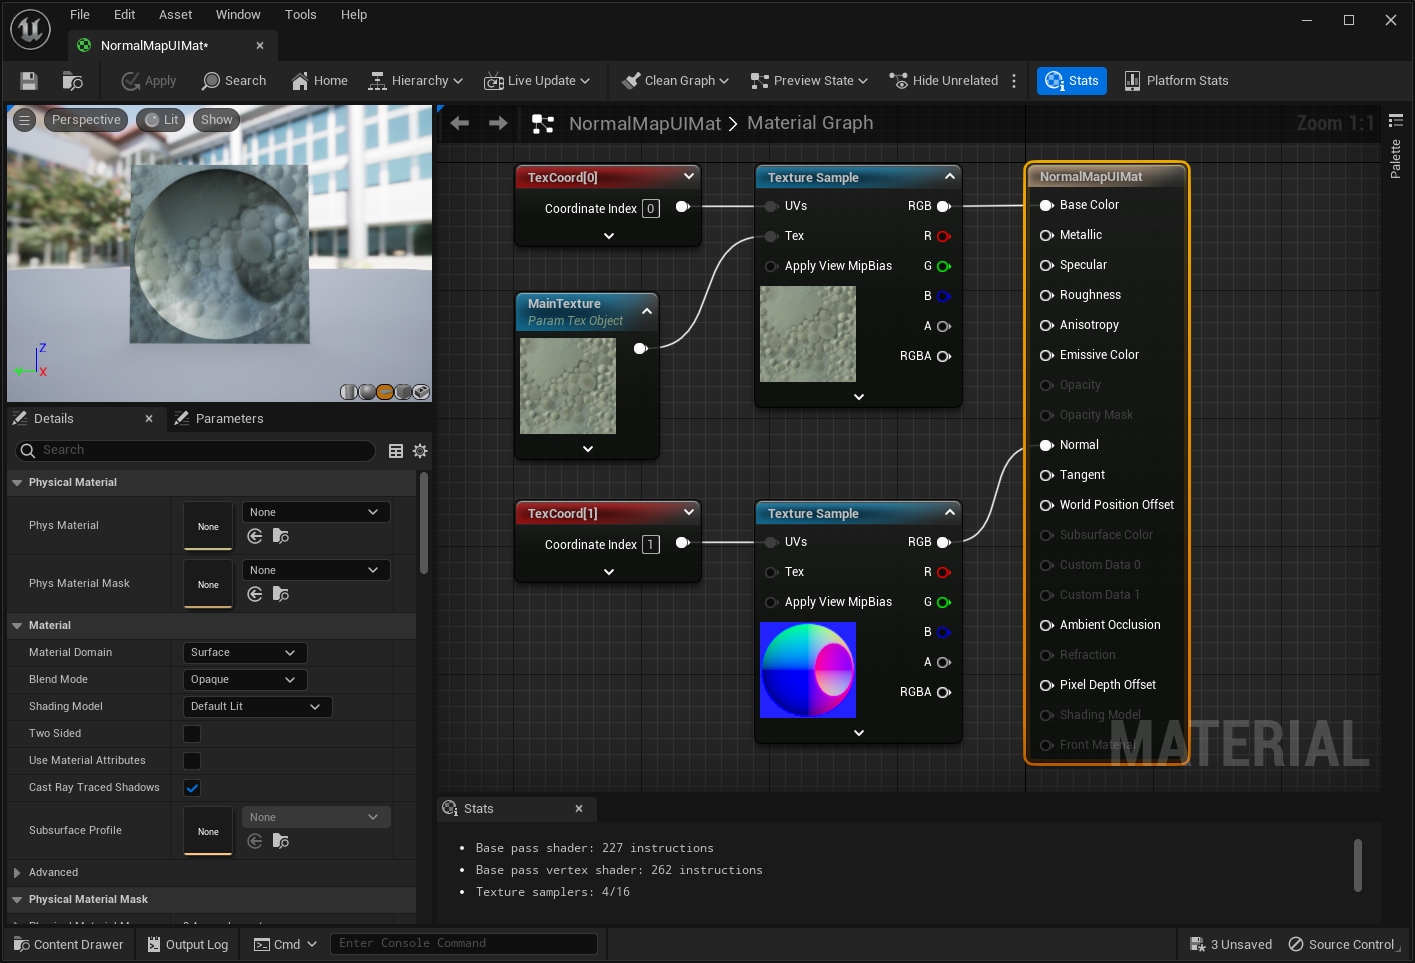 File Edit Asset Window Tools Help
NormalMapUIMat*
Apply Search Home Hierarchy Live Update Clean Graph Preview State Hide Unrelated Stats Platform Stats
Perspective Lit Show
NormalMapUIMat Material Graph Zoom 1:1
Palette
Z
Y X
TexCoord[0]
Coordinate Index 0
MainTexture
Param Tex Object
Texture Sample
UVs RGB
Tex R
Apply View MipBias G
B
A
RGBA
TexCoord[1]
Coordinate Index 1
Texture Sample
UVs RGB
Tex R
Apply View MipBias G
B
A
RGBA
NormalMapUIMat
Base Color
Metallic
Specular
Roughness
Anisotropy
Emissive Color
Opacity
Opacity Mask
Normal
Tangent
World Position Offset
Subsurface Color
Custom Data 0
Custom Data 1
Ambient Occlusion
Refraction
Pixel Depth Offset
Shading Model
Front Material
MATERIAL
Details Parameters
Search
Physical Material
Phys Material None None
Phys Material Mask None None
Material
Material Domain Surface
Blend Mode Opaque
Shading Model Default Lit
Two Sided
Use Material Attributes
Cast Ray Traced Shadows
Subsurface Profile None None
Advanced
Physical Material Mask
Stats
• Base pass shader: 227 instructions
• Base pass vertex shader: 262 instructions
• Texture samplers: 4/16
Content Drawer Output Log Cmd Enter Console Command 3 Unsaved Source Control